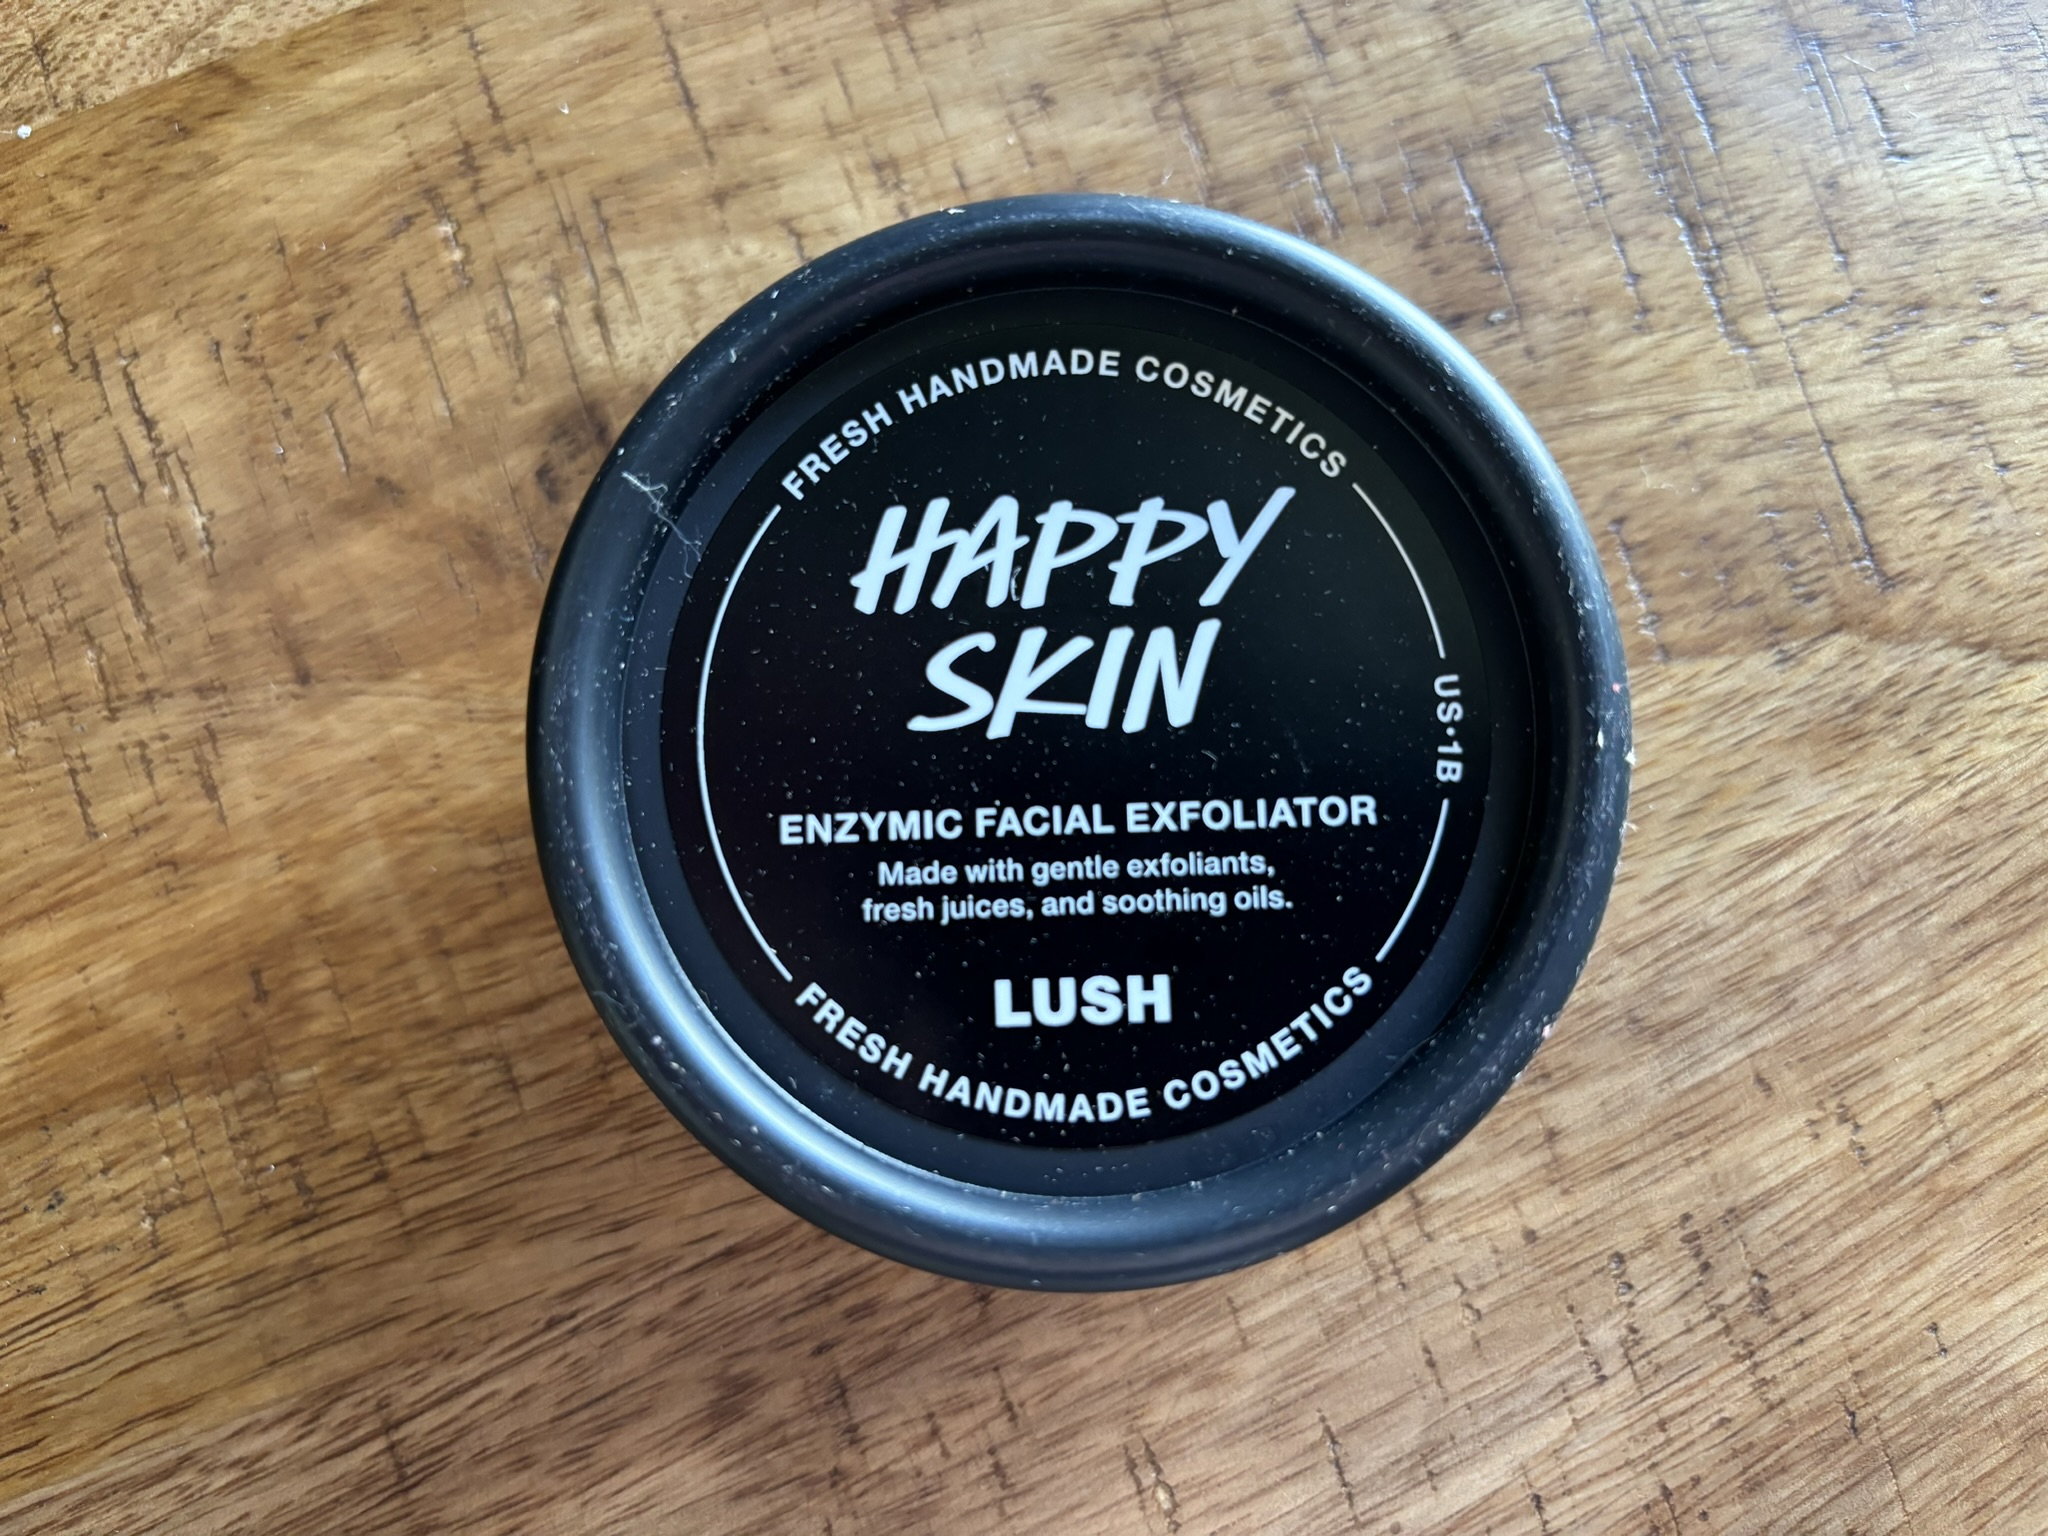 FRESH HANDMADE COSMETICS
HAPPY
SKIN
US·1B
ENZYMIC FACIAL EXFOLIATOR
Made with gentle exfoliants,
fresh juices, and soothing oils.
LUSH
FRESH HANDMADE COSMETICS